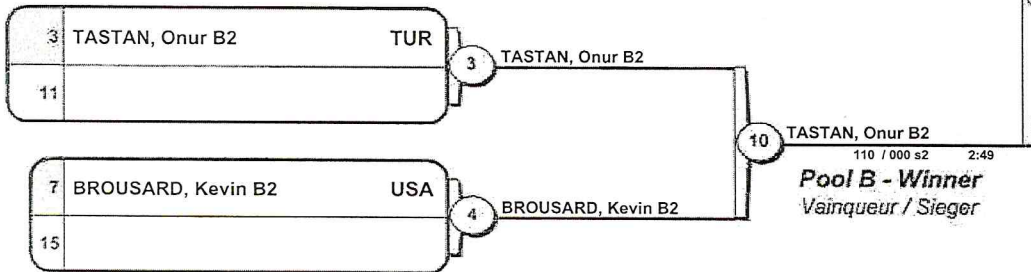 3 TASTAN, Onur B2 TUR
11
3
TASTAN, Onur B2
10
TASTAN, Onur B2
110 / 000 s2 2:49
Pool B - Winner
Vainqueur / Sieger
7 BROUSARD, Kevin B2 USA
15
4
BROUSARD, Kevin B2